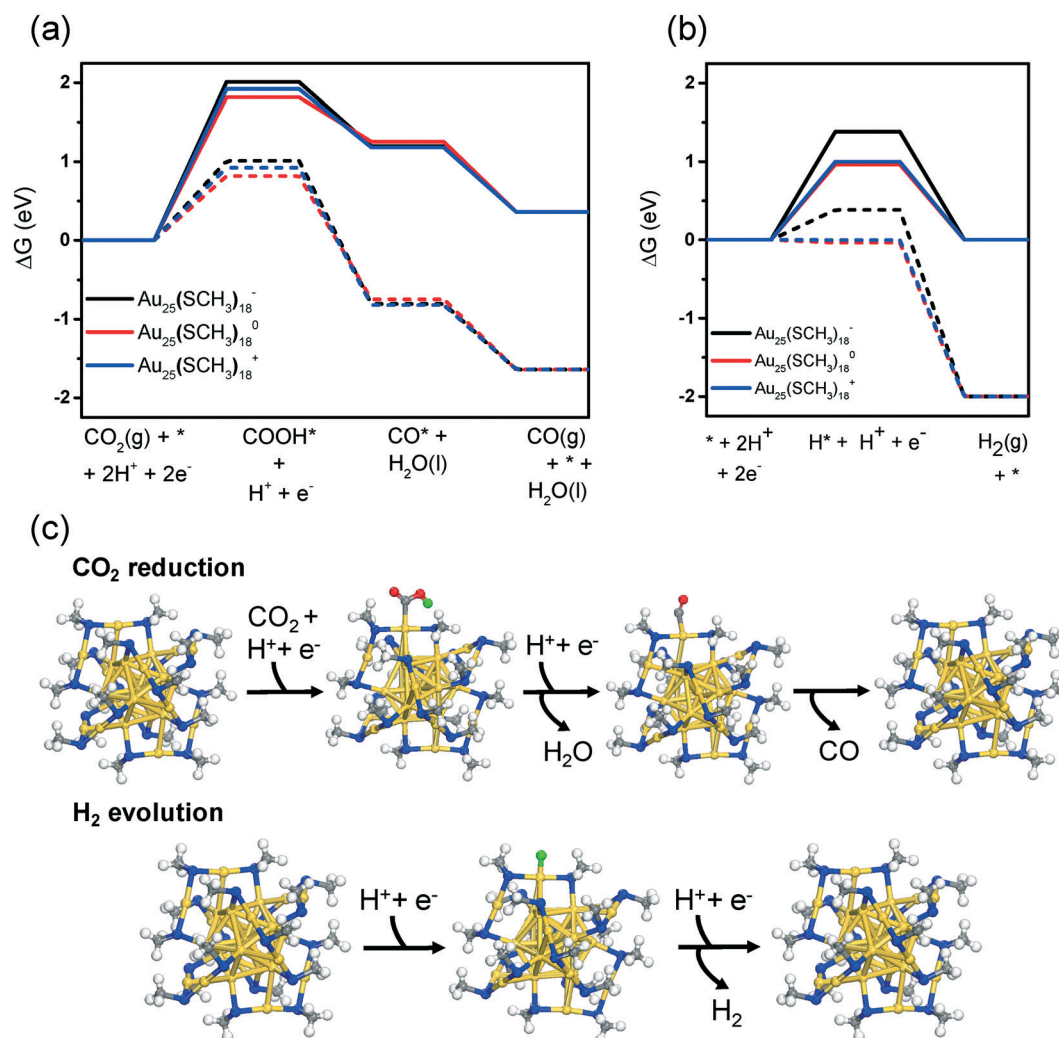 (a)
(b)
2
1
0
-1
-2
ΔG (eV)
Au₂₅(SCH₃)₁₈⁻
Au₂₅(SCH₃)₁₈⁰
Au₂₅(SCH₃)₁₈⁺
CO₂(g) + *
+ 2H⁺ + 2e⁻
COOH*
+
H⁺ + e⁻
CO* +
H₂O(l)
CO(g)
+ * +
H₂O(l)
2
1
0
-1
-2
ΔG (eV)
Au₂₅(SCH₃)₁₈⁻
Au₂₅(SCH₃)₁₈⁰
Au₂₅(SCH₃)₁₈⁺
* + 2H⁺
+ 2e⁻
H* + H⁺ + e⁻
H₂(g)
+ *
(c)
CO₂ reduction
CO₂ +
H⁺+ e⁻
H⁺+ e⁻
H₂O
CO
H₂ evolution
H⁺+ e⁻
H⁺+ e⁻
H₂